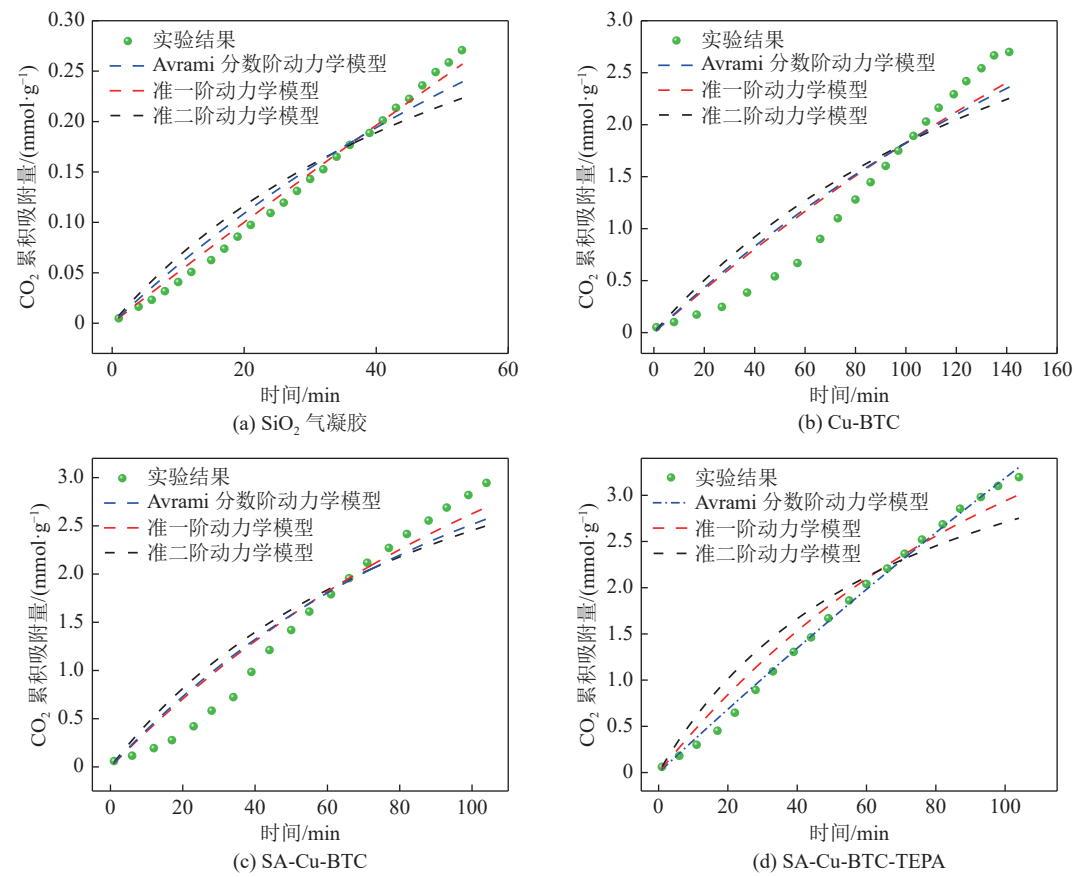 0.30
0.25
0.20
0.15
0.10
0.05
0
CO₂ 累积吸附量/(mmol·g⁻¹)
实验结果
Avrami 分数阶动力学模型
准一阶动力学模型
准二阶动力学模型
0 20 40 60
时间/min
(a) SiO₂ 气凝胶
3.0
2.5
2.0
1.5
1.0
0.5
0
CO₂ 累积吸附量/(mmol·g⁻¹)
实验结果
Avrami 分数阶动力学模型
准一阶动力学模型
准二阶动力学模型
0 20 40 60 80 100 120 140 160
时间/min
(b) Cu-BTC
3.0
2.5
2.0
1.5
1.0
0.5
0
CO₂ 累积吸附量/(mmol·g⁻¹)
实验结果
Avrami 分数阶动力学模型
准一阶动力学模型
准二阶动力学模型
0 20 40 60 80 100
时间/min
(c) SA-Cu-BTC
3.0
2.5
2.0
1.5
1.0
0.5
0
CO₂ 累积吸附量/(mmol·g⁻¹)
实验结果
Avrami 分数阶动力学模型
准一阶动力学模型
准二阶动力学模型
0 20 40 60 80 100
时间/min
(d) SA-Cu-BTC-TEPA